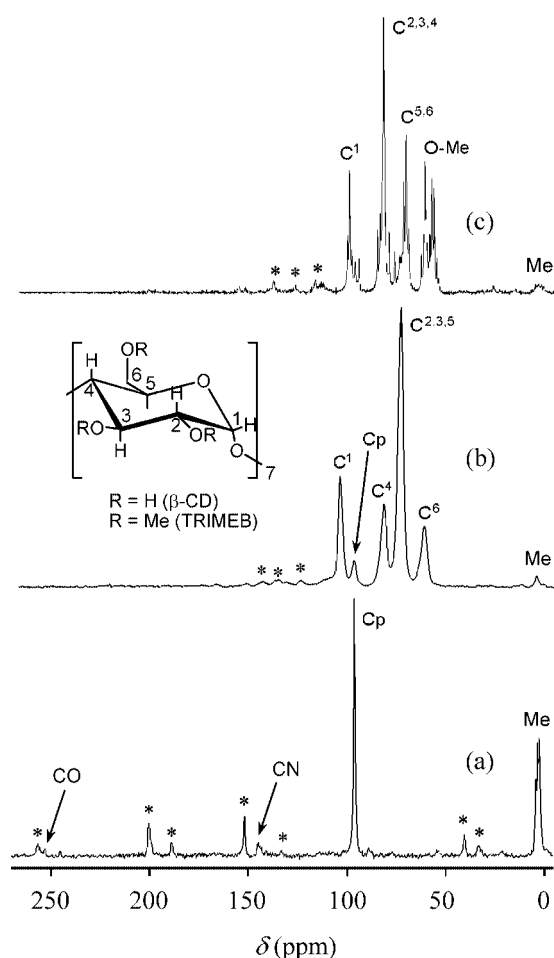 C2,3,4
C5,6
C1
O-Me
(c)
* * *
Me
C2.3.5
H
OR
6
4
5
O
H
3
RO
2
OR
1
H
H
O
7
R = H (β-CD)
R = Me (TRIMEB)
C1
Cp
C4
C6
(b)
* * *
Me
Cp
Me
(a)
CO
CN
* * * * * * *
250 200 150 100 50 0
δ (ppm)